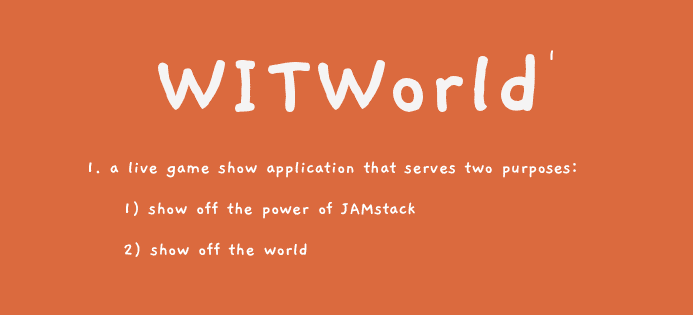 WITWorld¹
1. a live game show application that serves two purposes:
1) show off the power of JAMstack
2) show off the world